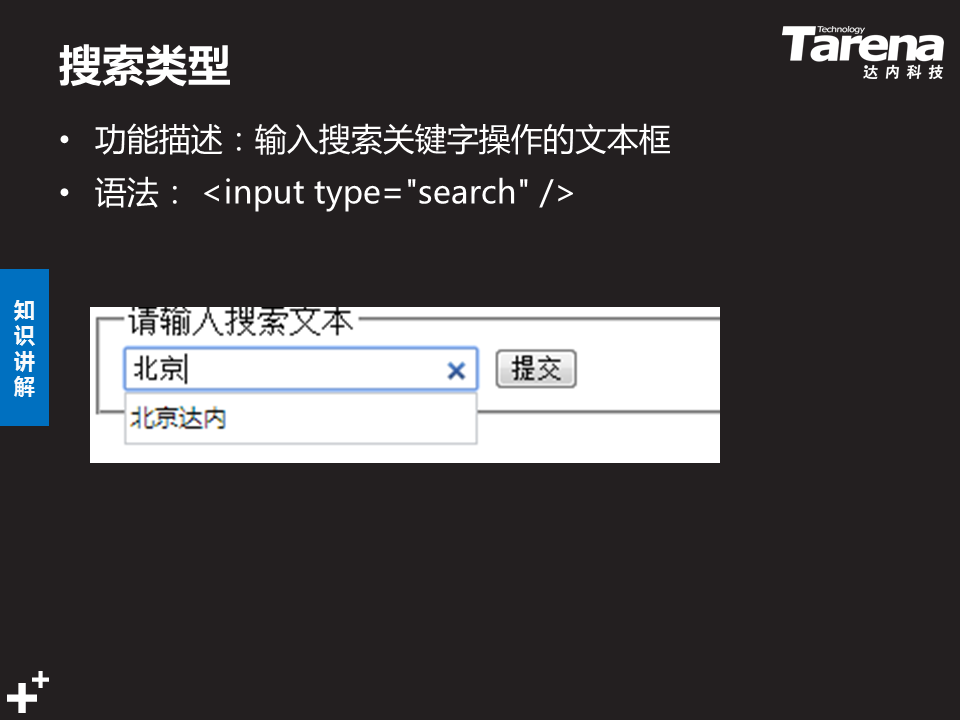 搜索类型
Technology
Tarena
达内科技
• 功能描述：输入搜索关键字操作的文本框
• 语法： <input type="search" />
知识讲解
请输入搜索文本
北京
提交
北京达内